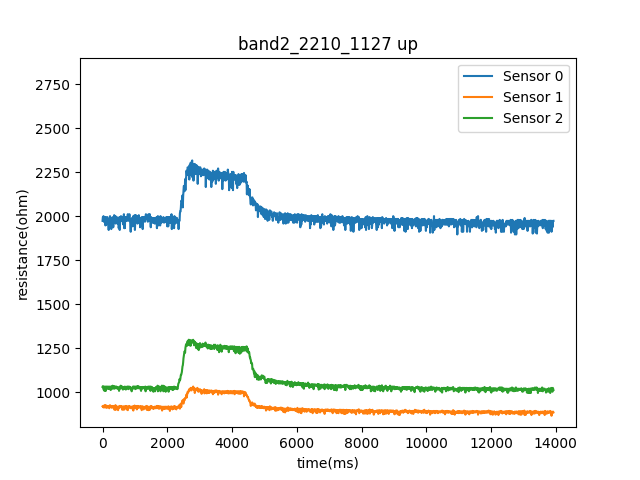 band2_2210_1127 up
Sensor 0
Sensor 1
Sensor 2
resistance(ohm)
2750
2500
2250
2000
1750
1500
1250
1000
0 2000 4000 6000 8000 10000 12000 14000
time(ms)